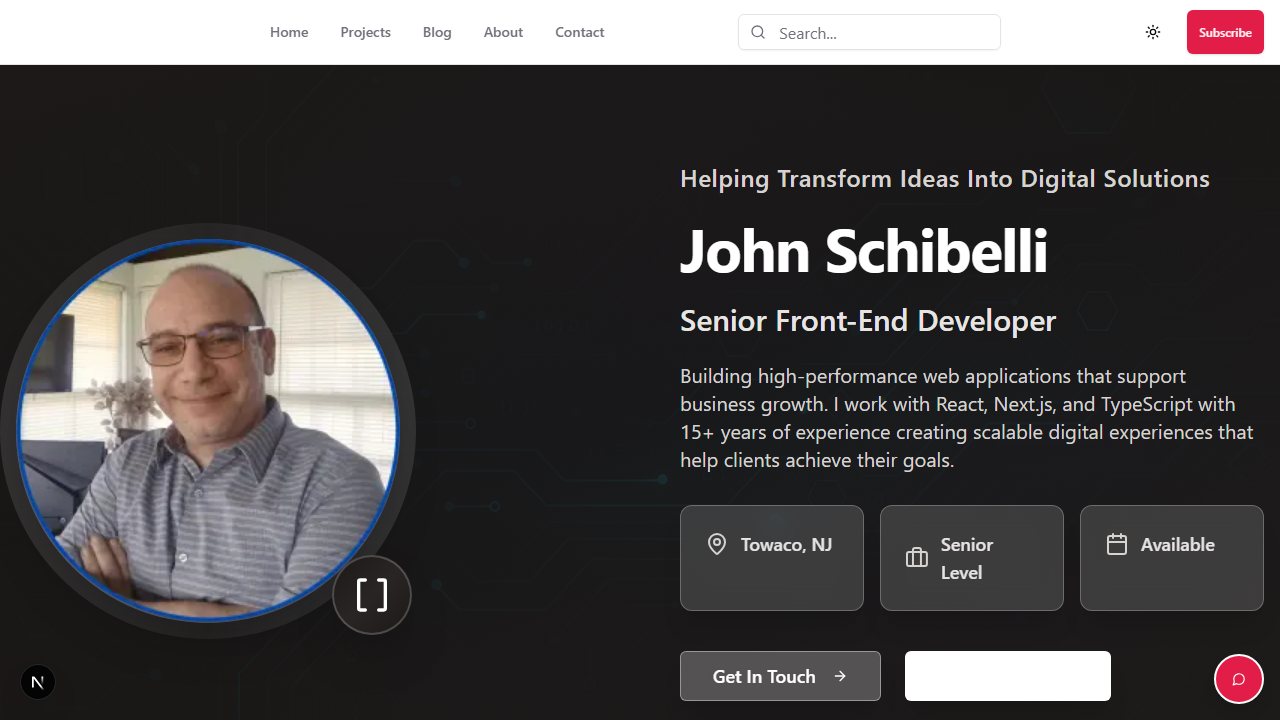 Home
Projects
Blog
About
Contact
Search...
Subscribe
Helping Transform Ideas Into Digital Solutions
John Schibelli
Senior Front-End Developer
Building high-performance web applications that support
business growth. I work with React, Next.js, and TypeScript with
15+ years of experience creating scalable digital experiences that
help clients achieve their goals.
Towaco, NJ
Senior
Level
Available
[ ]
Get In Touch
N